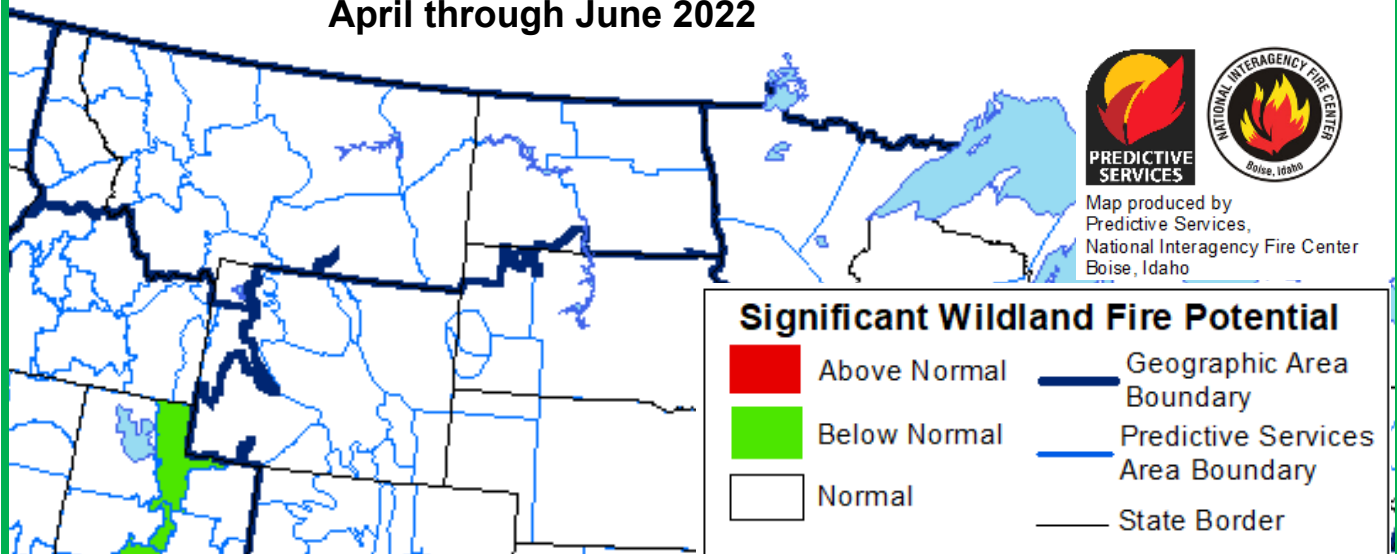 April through June 2022
PREDICTIVE
SERVICES
NATIONAL INTERAGENCY FIRE CENTER
Boise, Idaho
Map produced by
Predictive Services,
National Interagency Fire Center
Boise, Idaho
Significant Wildland Fire Potential
Above Normal
Below Normal
Normal
Geographic Area
Boundary
Predictive Services
Area Boundary
State Border